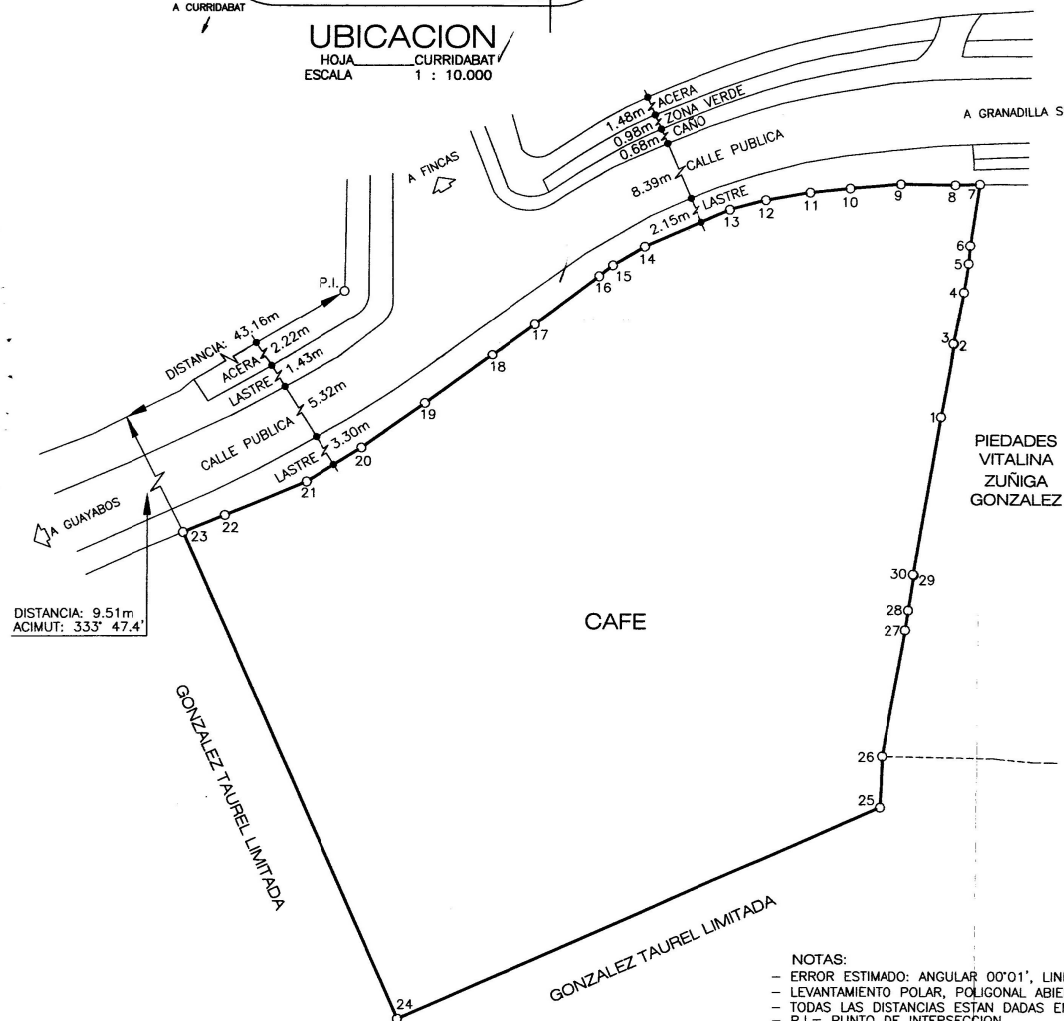 A CURRIDABAT
UBICACION
HOJA CURRIDABAT
ESCALA 1 : 10.000
1.48m ACERA
0.98m ZONA VERDE
0.68m CAÑO
8.39m CALLE PUBLICA
2.15m LASTRE
A GRANADILLA S
A FINCAS
P.I.
DISTANCIA: 43.16m
ACERA 2.22m
LASTRE 1.43m
5.32m
CALLE PUBLICA
LASTRE 3.30m
A GUAYABOS
DISTANCIA: 9.51m
ACIMUT: 333° 47.4'
1
2
3
4
5
6
7
8
9
10
11
12
13
14
15
16
17
18
19
20
21
22
23
24
25
26
27
28
29
30
PIEDADES
VITALINA
ZUÑIGA
GONZALEZ
CAFE
GONZALEZ TAUREL LIMITADA
GONZALEZ TAUREL LIMITADA
NOTAS:
– ERROR ESTIMADO: ANGULAR 00°01', LIN
– LEVANTAMIENTO POLAR, POLIGONAL ABIE
– TODAS LAS DISTANCIAS ESTAN DADAS E
– P.I.= PUNTO DE INTERSECCION